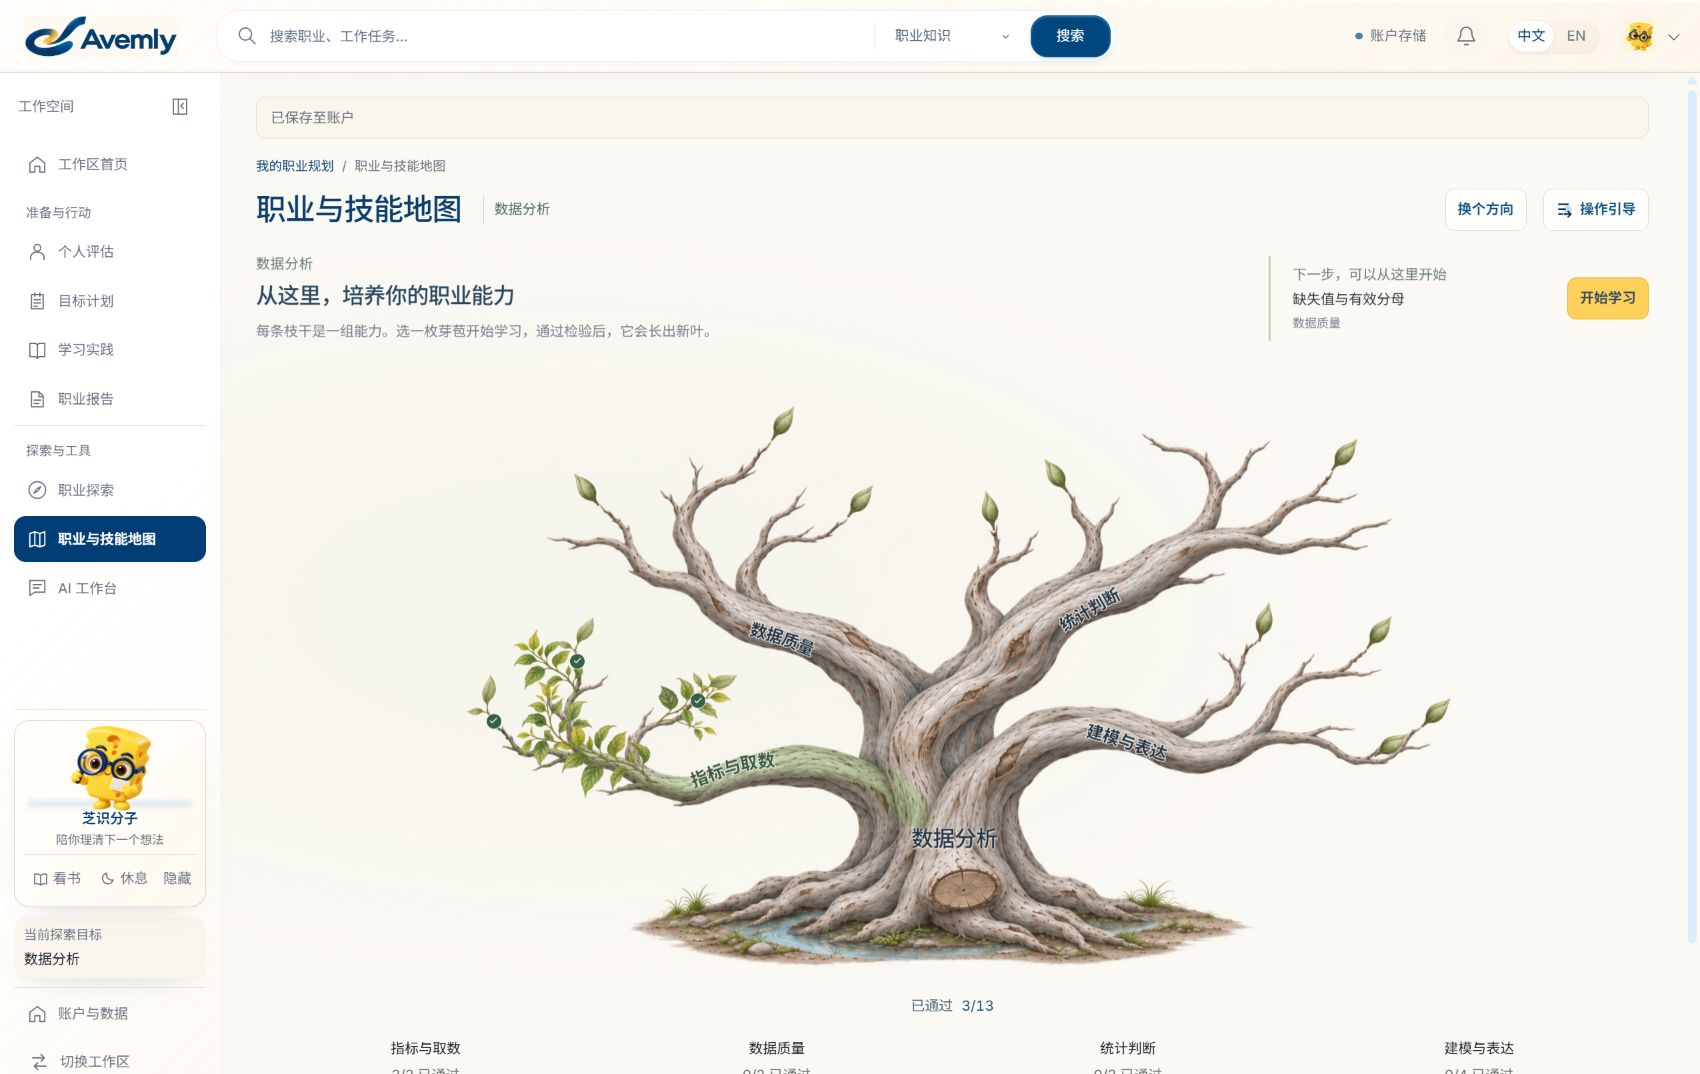 Avemly
搜索职业、工作任务...
职业知识
搜索
账户存储
中文
EN
工作空间
工作区首页
准备与行动
个人评估
目标计划
学习实践
职业报告
探索与工具
职业探索
职业与技能地图
AI 工作台
芝识分子
陪你理清下一个想法
看书
休息
隐藏
当前探索目标
数据分析
账户与数据
切换工作区
已保存至账户
我的职业规划 / 职业与技能地图
职业与技能地图
数据分析
换个方向
操作引导
数据分析
从这里，培养你的职业能力
每条枝干是一组能力。选一枚芽苞开始学习，通过检验后，它会长出新叶。
下一步，可以从这里开始
缺失值与有效分母
数据质量
开始学习
数据质量
统计判断
指标与取数
建模与表达
数据分析
已通过 3/13
指标与取数
数据质量
统计判断
建模与表达